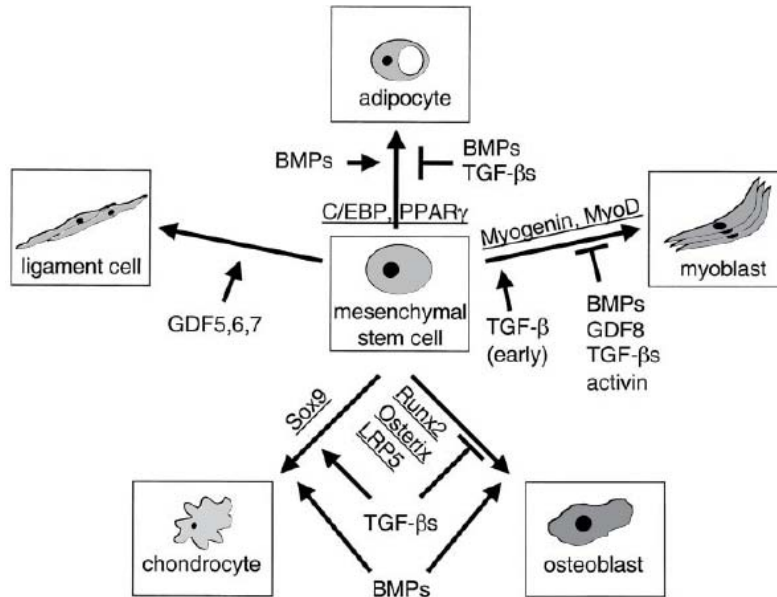 adipocyte
BMPs
BMPs
TGF-βs
C/EBP, PPARγ
Myogenin, MyoD
ligament cell
myoblast
GDF5,6,7
mesenchymal
stem cell
TGF-β
(early)
BMPs
GDF8
TGF-βs
activin
Sox9
Runx2
Osterix
LRP5
TGF-βs
chondrocyte
osteoblast
BMPs